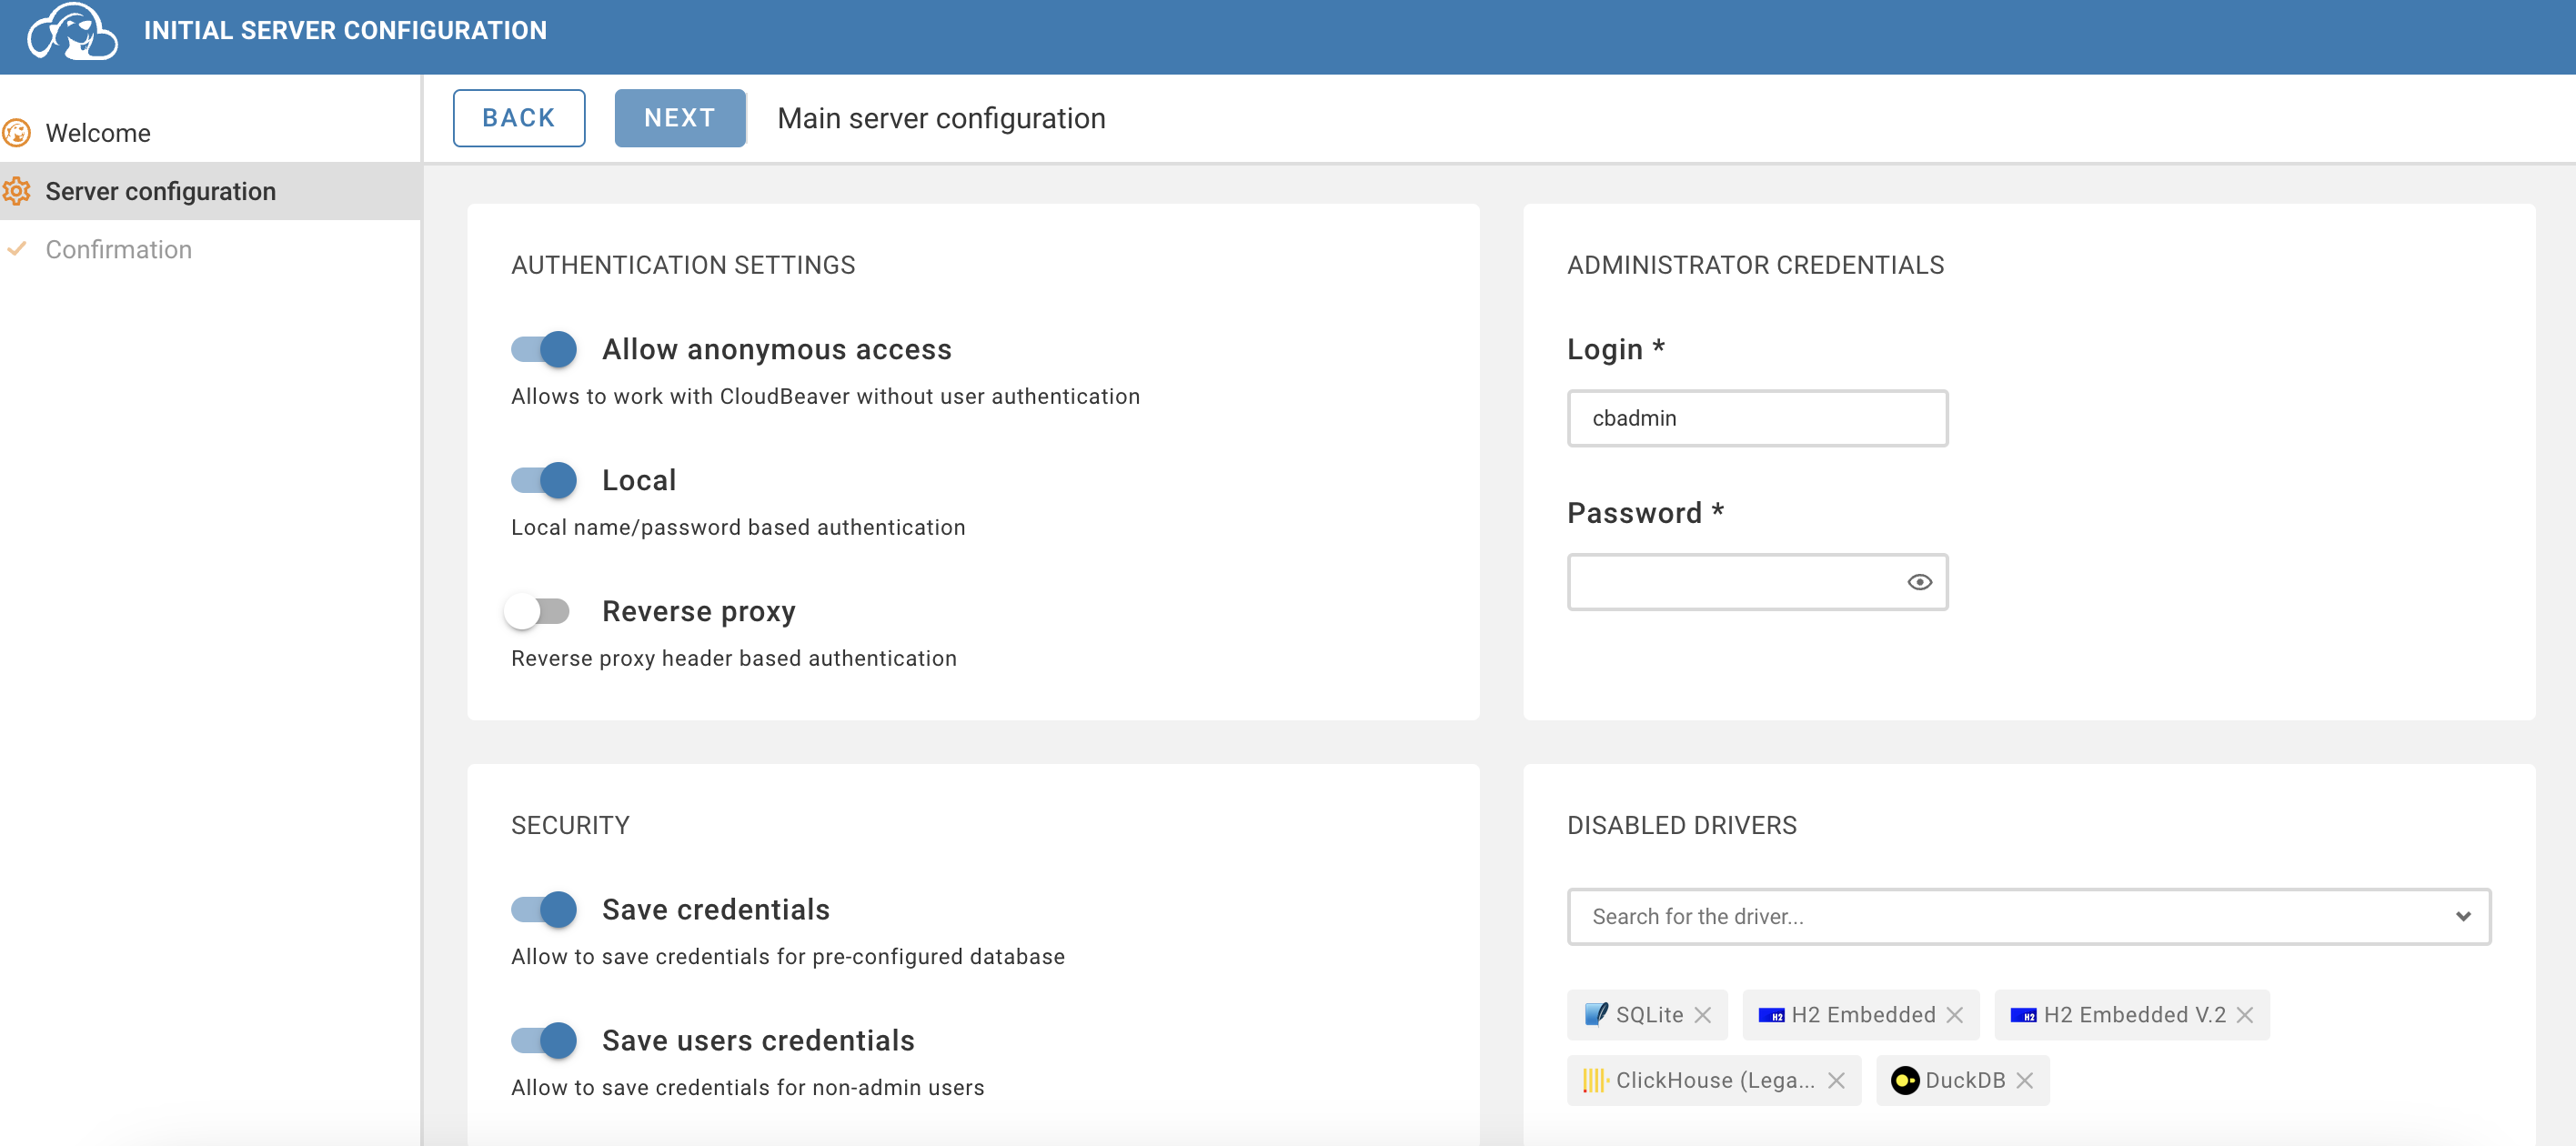 INITIAL SERVER CONFIGURATION
Welcome
Server configuration
Confirmation
BACK
NEXT
Main server configuration
AUTHENTICATION SETTINGS
Allow anonymous access
Allows to work with CloudBeaver without user authentication
Local
Local name/password based authentication
Reverse proxy
Reverse proxy header based authentication
ADMINISTRATOR CREDENTIALS
Login *
cbadmin
Password *
SECURITY
Save credentials
Allow to save credentials for pre-configured database
Save users credentials
Allow to save credentials for non-admin users
DISABLED DRIVERS
Search for the driver...
SQLite
H2 H2 Embedded
H2 H2 Embedded V.2
ClickHouse (Lega...
DuckDB